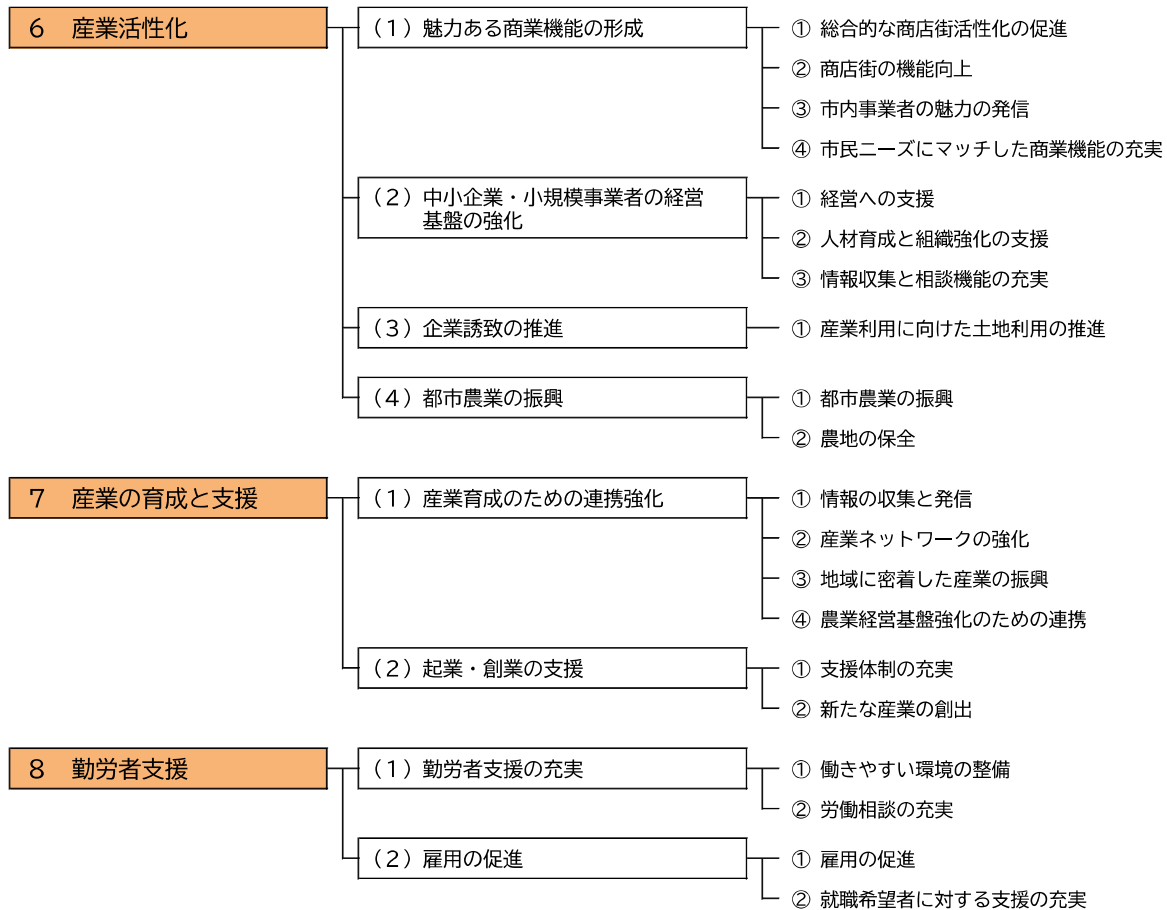 6 産業活性化
（1）魅力ある商業機能の形成
① 総合的な商店街活性化の促進
② 商店街の機能向上
③ 市内事業者の魅力の発信
④ 市民ニーズにマッチした商業機能の充実
（2）中小企業・小規模事業者の経営
基盤の強化
① 経営への支援
② 人材育成と組織強化の支援
③ 情報収集と相談機能の充実
（3）企業誘致の推進
① 産業利用に向けた土地利用の推進
（4）都市農業の振興
① 都市農業の振興
② 農地の保全
7 産業の育成と支援
（1）産業育成のための連携強化
① 情報の収集と発信
② 産業ネットワークの強化
③ 地域に密着した産業の振興
④ 農業経営基盤強化のための連携
（2）起業・創業の支援
① 支援体制の充実
② 新たな産業の創出
8 勤労者支援
（1）勤労者支援の充実
① 働きやすい環境の整備
② 労働相談の充実
（2）雇用の促進
① 雇用の促進
② 就職希望者に対する支援の充実